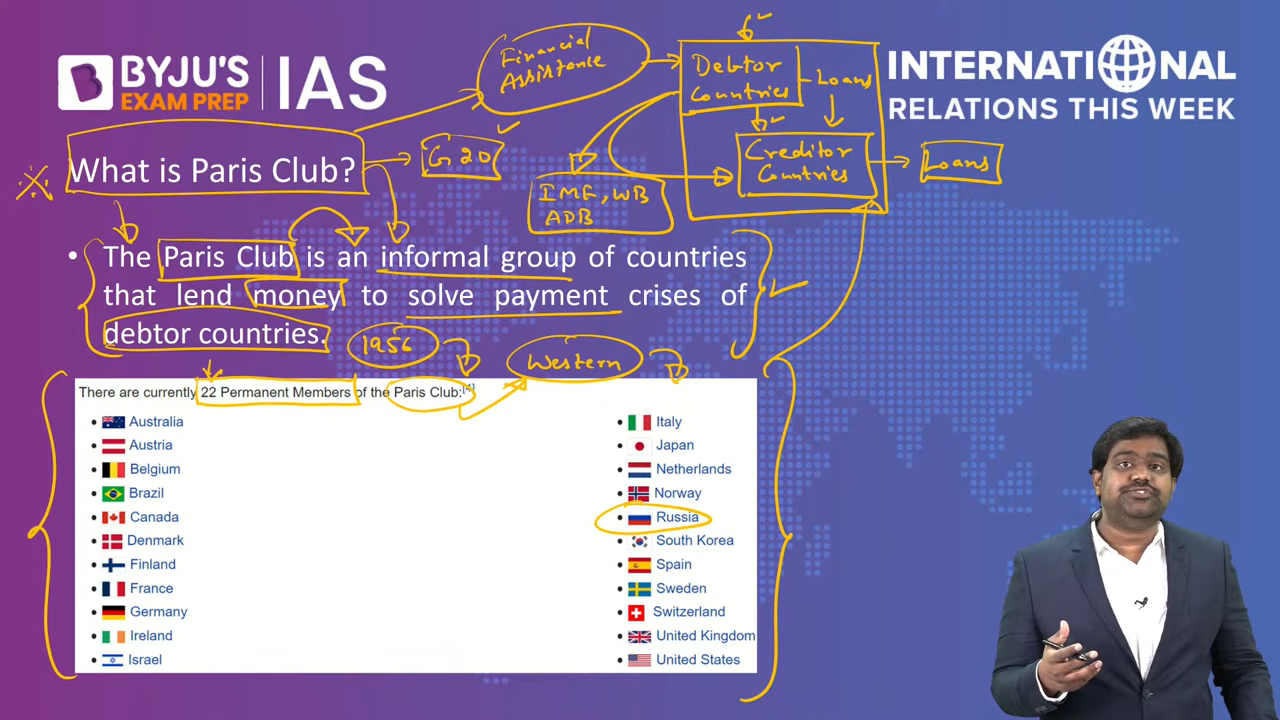 BYJU'S
EXAM PREP
IAS
Financial
Assistance
Debtor
Countries
Loans
INTERNATIONAL
RELATIONS THIS WEEK
What is Paris Club?
G 20
Creditor
Countries
Loans
IMF, WB
ADB
• The Paris Club is an informal group of countries
that lend money to solve payment crises of
debtor countries.
1956
Western
There are currently 22 Permanent Members of the Paris Club:[4]
• Australia
• Austria
• Belgium
• Brazil
• Canada
• Denmark
• Finland
• France
• Germany
• Ireland
• Israel
• Italy
• Japan
• Netherlands
• Norway
• Russia
• South Korea
• Spain
• Sweden
• Switzerland
• United Kingdom
• United States